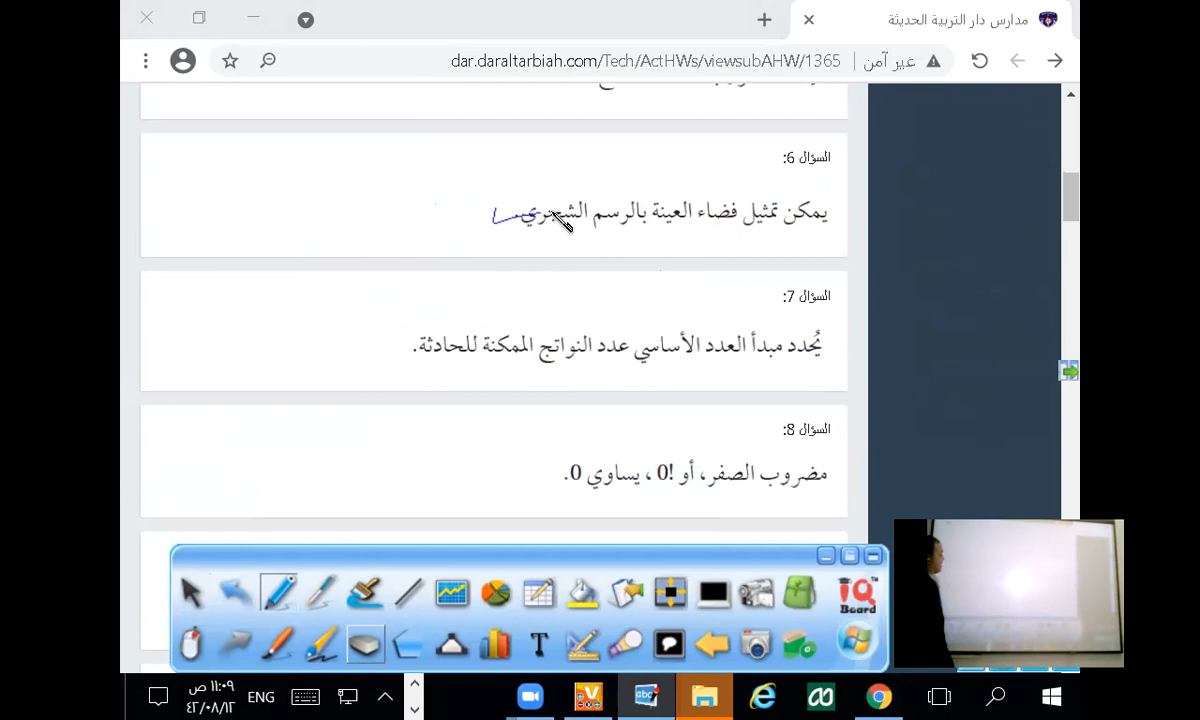 مدارس دار التربية الحديثة
غير آمن
dar.daraltarbiah.com/Tech/ActHWs/viewsubAHW/1365
السؤال 6:
يمكن تمثيل فضاء العينة بالرسم الشجري.
السؤال 7:
يُحدد مبدأ العدد الأساسي عدد النواتج الممكنة للحادثة.
السؤال 8:
مضروب الصفر، أو !0 ، يساوي 0.
iQ
Board
T
abc
ENG
١١:٠٩ ص
٤٢/٠٨/١٢